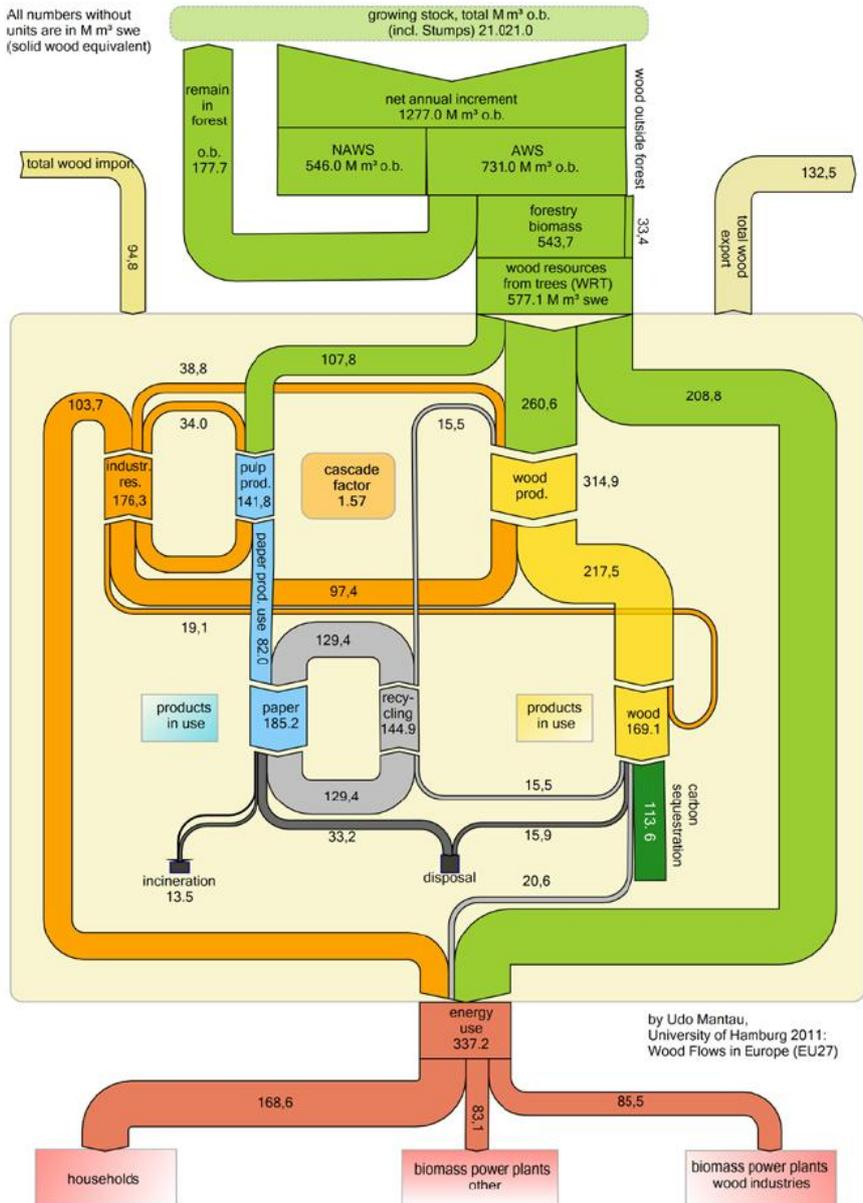 All numbers without
units are in M m³ swe
(solid wood equivalent)
growing stock, total M m³ o.b.
(incl. Stumps) 21.021.0
remain
in
forest
o.b.
177.7
net annual increment
1277.0 M m³ o.b.
wood outside forest
NAWS
546.0 M m³ o.b.
AWS
731.0 M m³ o.b.
total wood import
94,8
forestry
biomass
543,7
33,4
132,5
total wood
export
wood resources
from trees (WRT)
577.1 M m³ swe
107,8
38,8
103,7
34.0
260,6
208,8
15,5
industr.
res.
176,3
pulp
prod.
141,8
cascade
factor
1.57
wood
prod.
314,9
paper prod. use 82.0
97,4
217,5
19,1
129,4
products
in use
paper
185.2
recy-
cling
144.9
products
in use
wood
169.1
129,4
15,5
carbon
sequestration
113. 6
33,2
15,9
incineration
13.5
disposal
20,6
energy
use
337.2
by Udo Mantau,
University of Hamburg 2011:
Wood Flows in Europe (EU27)
168,6
83,1
85,5
households
biomass power plants
other
biomass power plants
wood industries